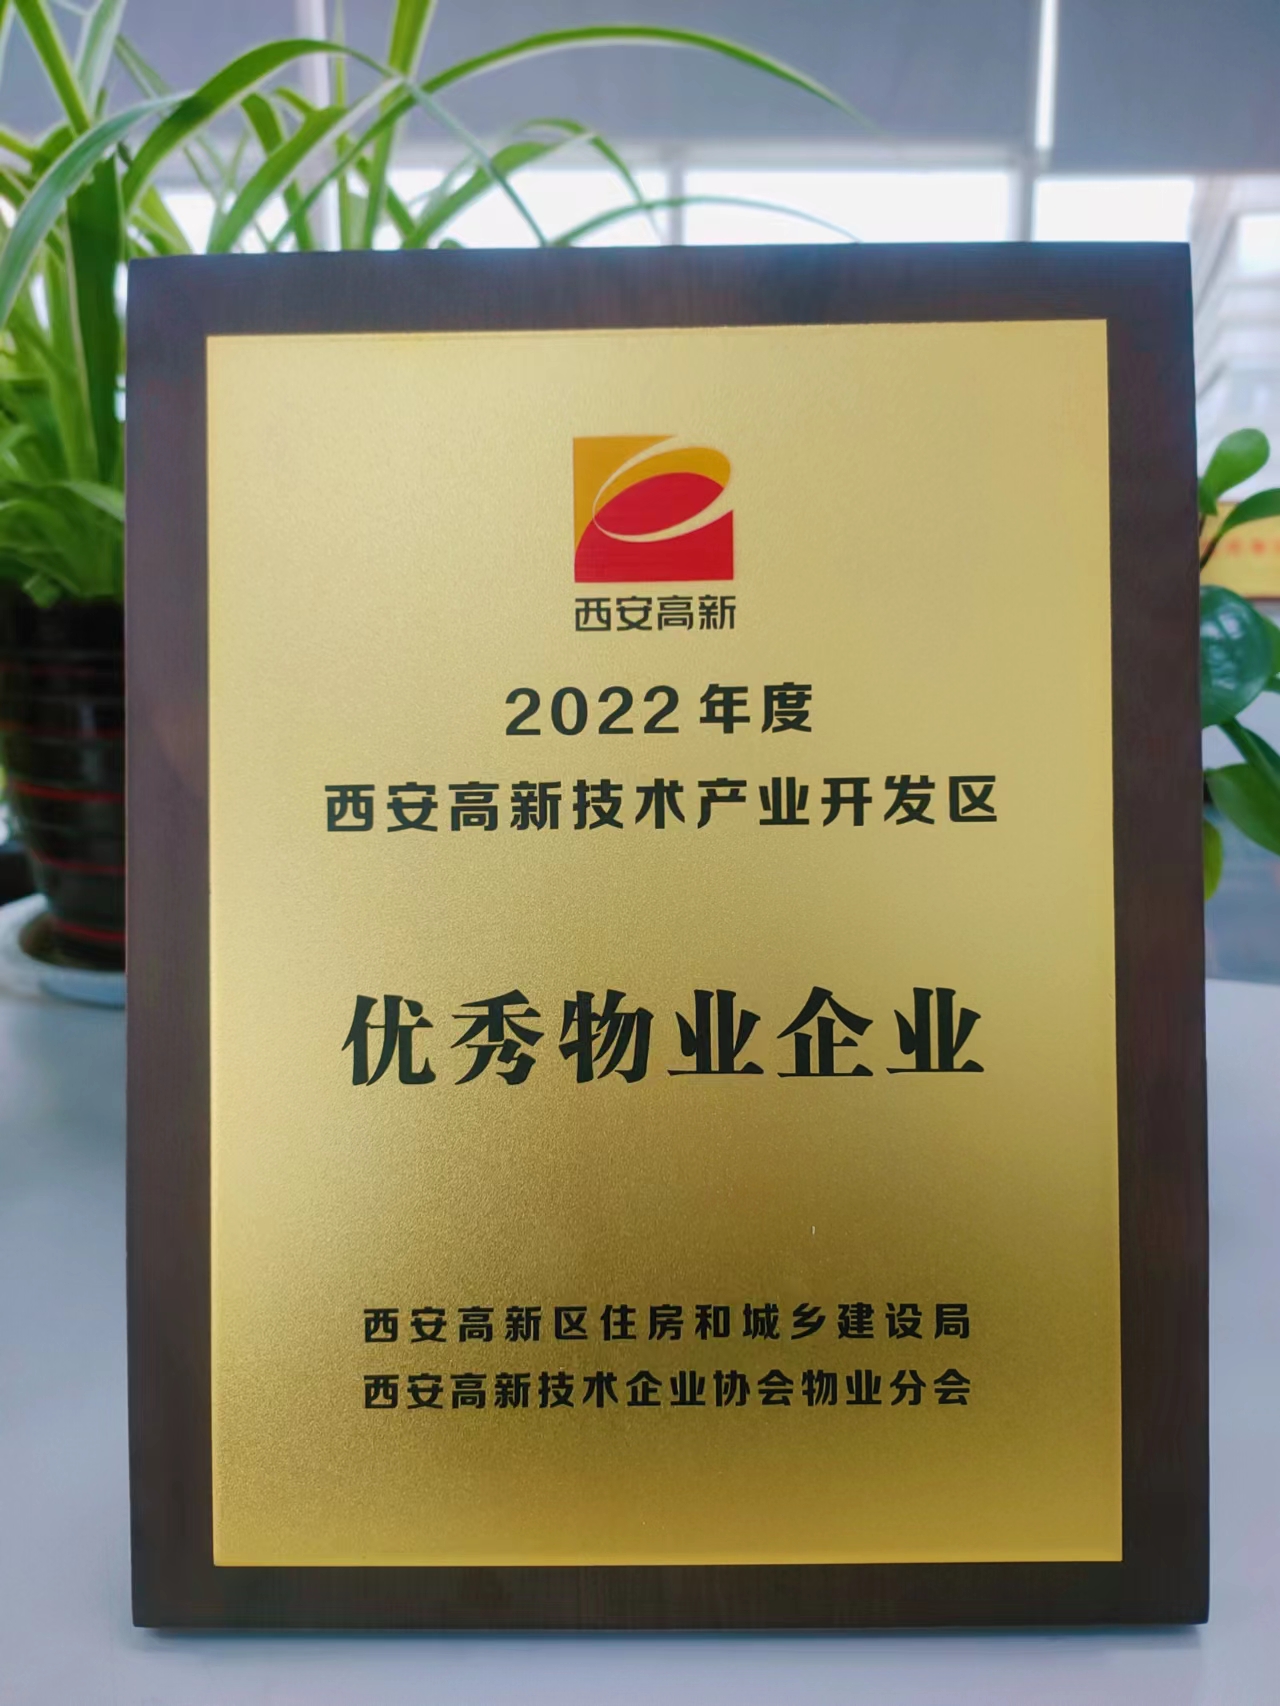 西安高新
2022年度
西安高新技术产业开发区
优秀物业企业
西安高新区住房和城乡建设局
西安高新技术企业协会物业分会